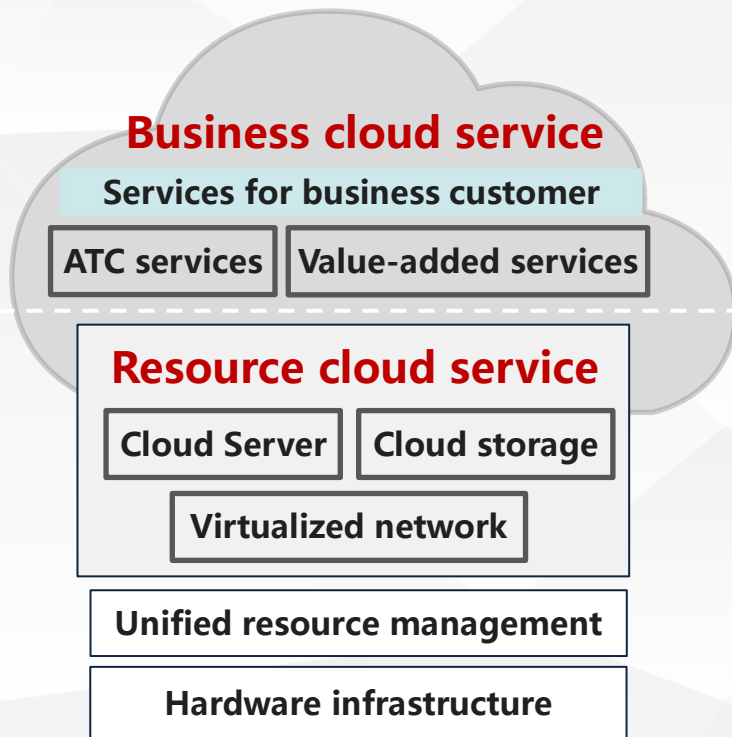 Business cloud service
Services for business customer
ATC services Value-added services
Resource cloud service
Cloud Server Cloud storage
Virtualized network
Unified resource management
Hardware infrastructure